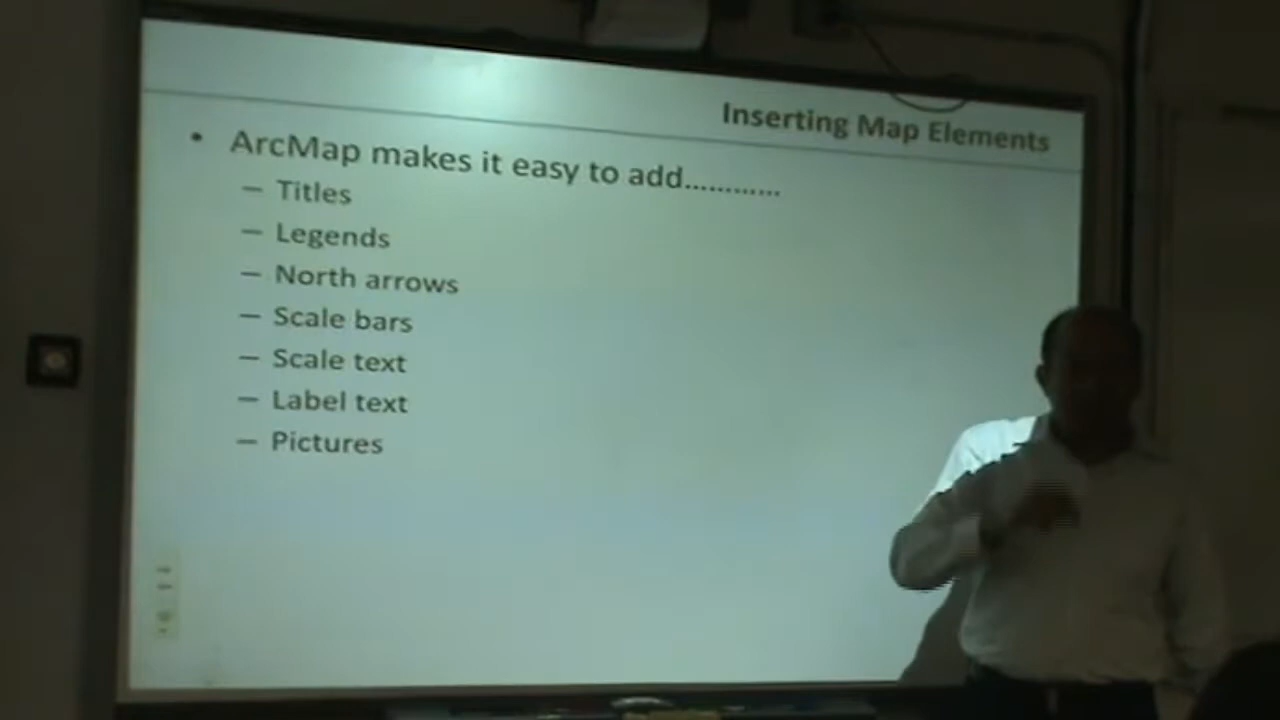 Inserting Map Elements
• ArcMap makes it easy to add............
– Titles
– Legends
– North arrows
– Scale bars
– Scale text
– Label text
– Pictures